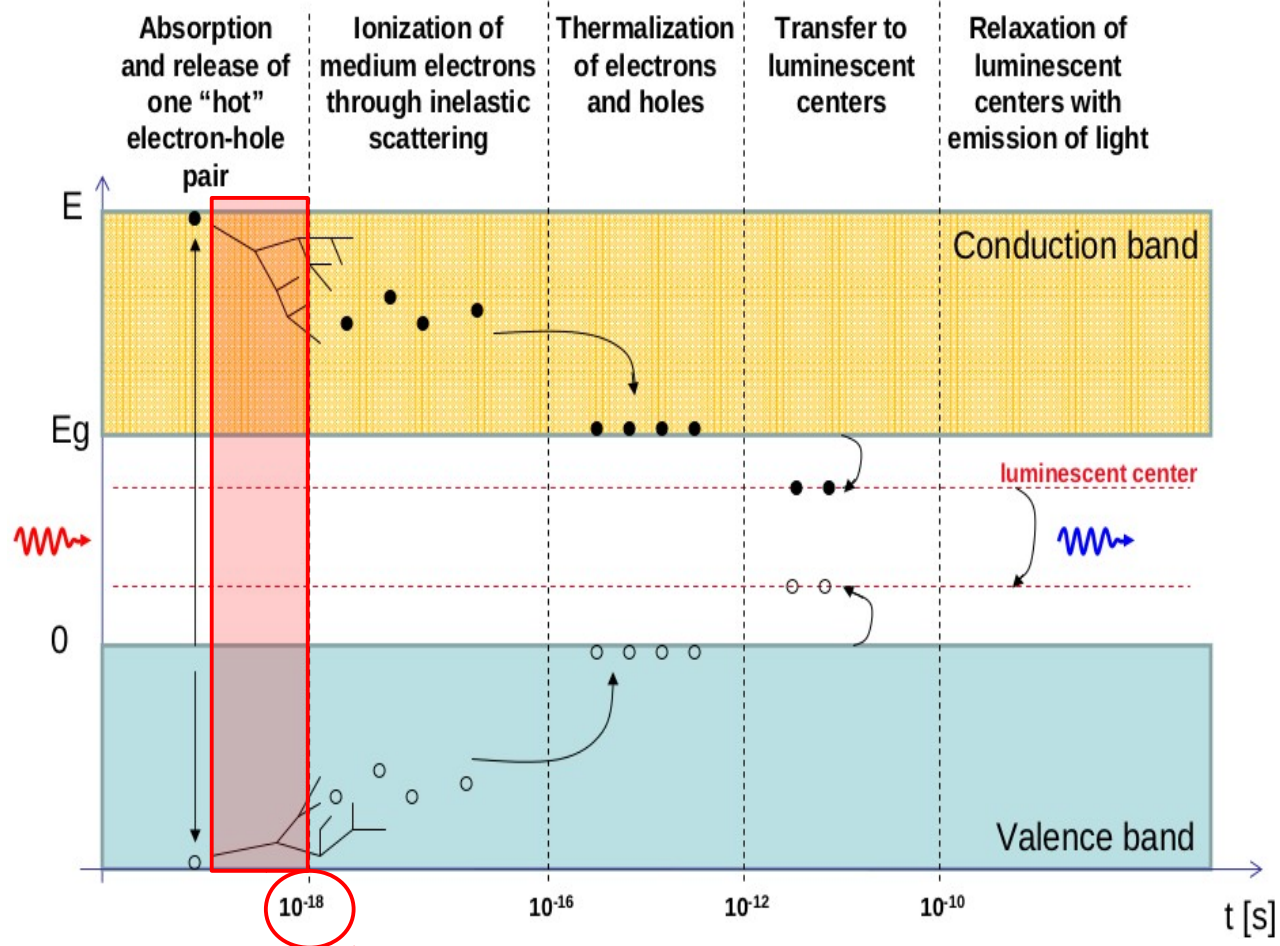 Absorption
and release of
one “hot”
electron-hole
pair
Ionization of
medium electrons
through inelastic
scattering
Thermalization
of electrons
and holes
Transfer to
luminescent
centers
Relaxation of
luminescent
centers with
emission of light
E
Conduction band
Eg
luminescent center
0
Valence band
10-18
10-16
10-12
10-10
t [s]